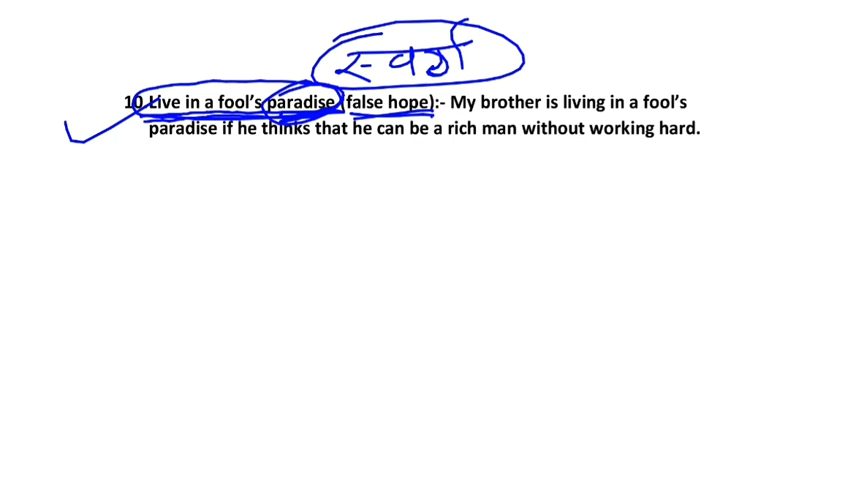 स्वर्ग
10 Live in a fool's paradise (false hope):- My brother is living in a fool's
paradise if he thinks that he can be a rich man without working hard.